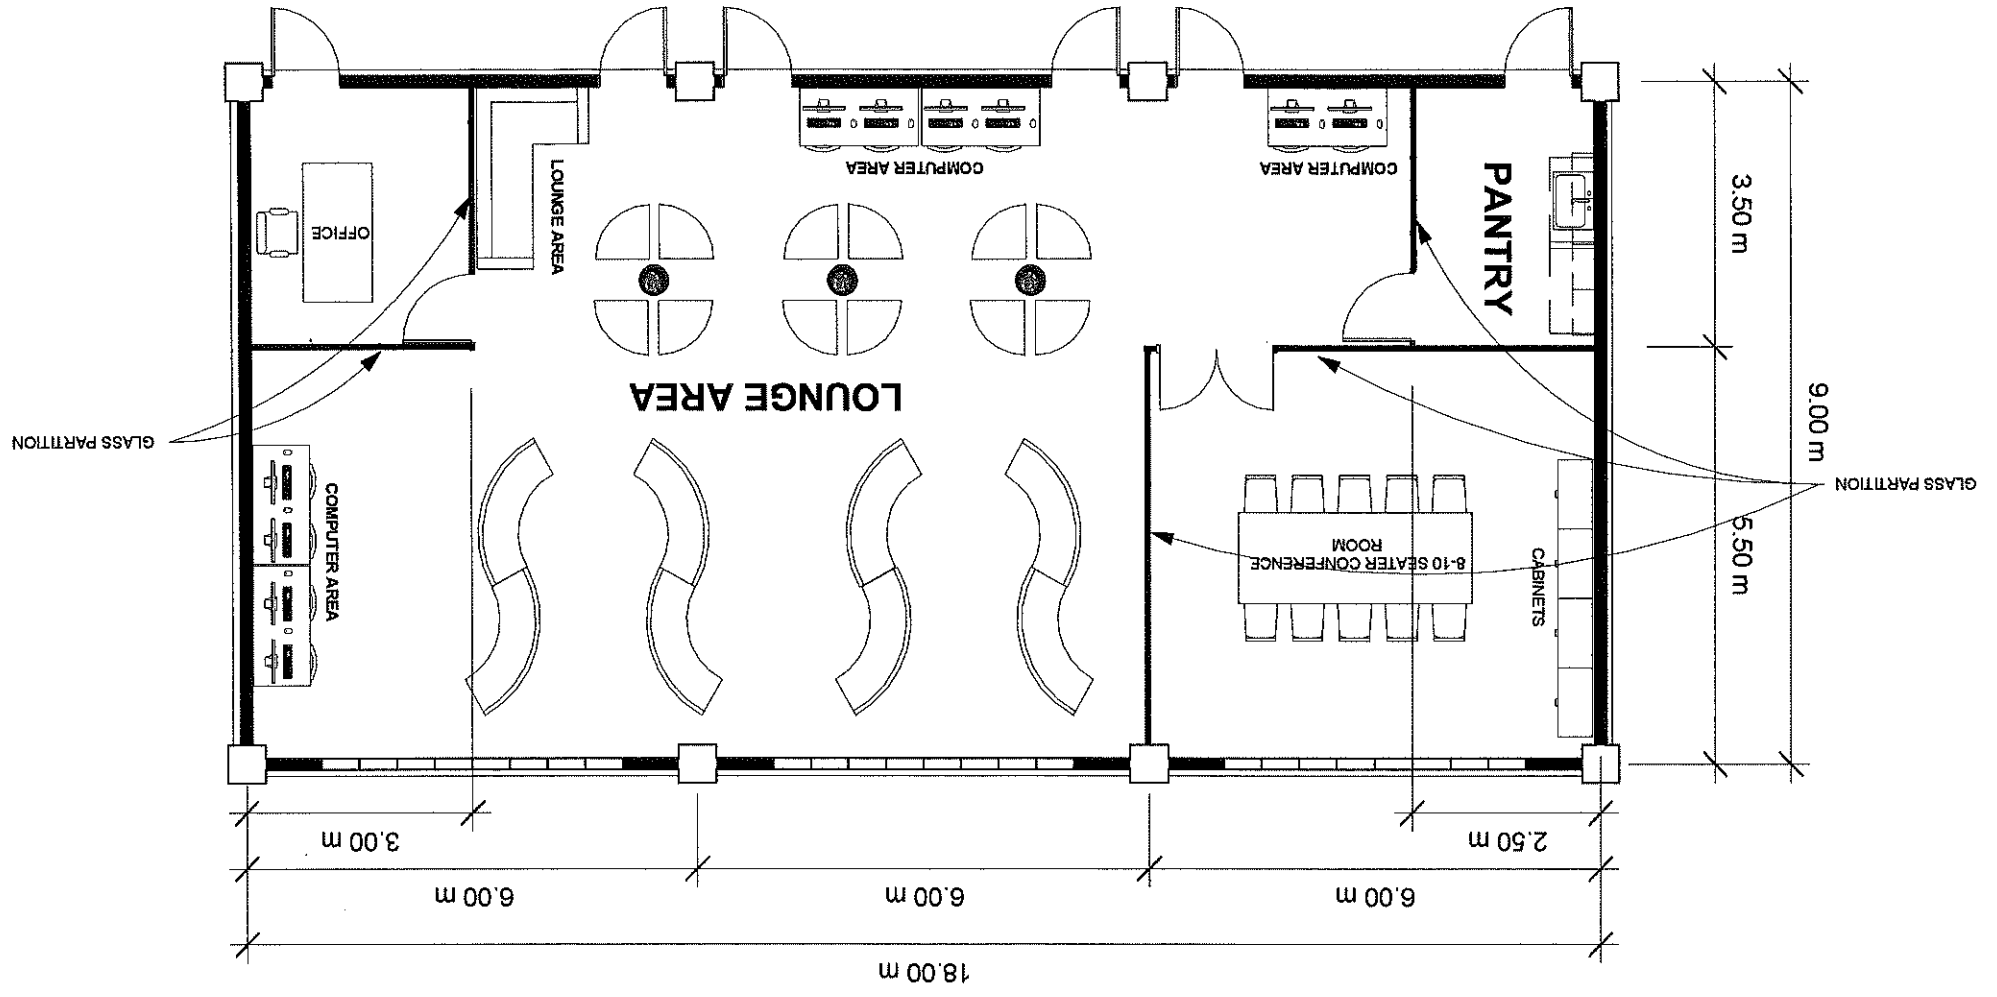 18.00 m
6.00 m
6.00 m
6.00 m
2.50 m
3.00 m
CABINETS
8-10 SEATER CONFERENCE
ROOM
COMPUTER AREA
5.50 m
GLASS PARTITION
GLASS PARTITION
9.00 m
LOUNGE AREA
PANTRY
3.50 m
OFFICE
LOUNGE AREA
COMPUTER AREA
COMPUTER AREA